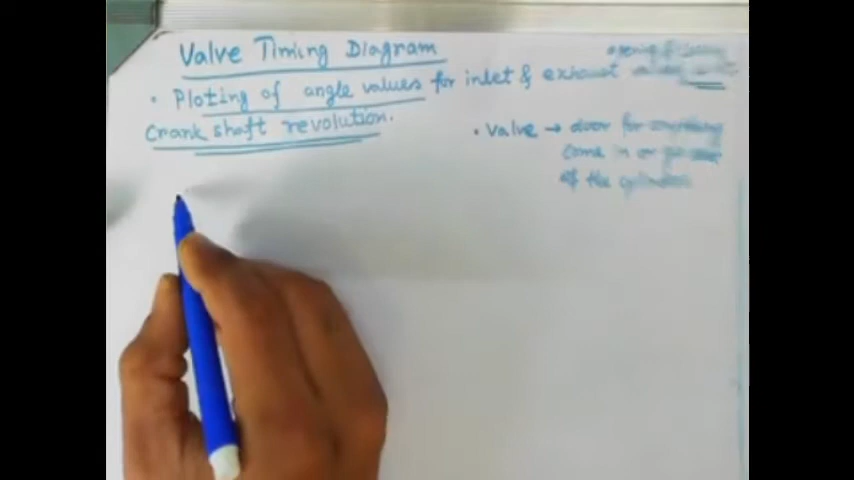 Valve Timing Diagram
• Ploting of angle values for inlet & exhaust
Crank shaft revolution.
• Valve → door for
come in or
of the cylinder